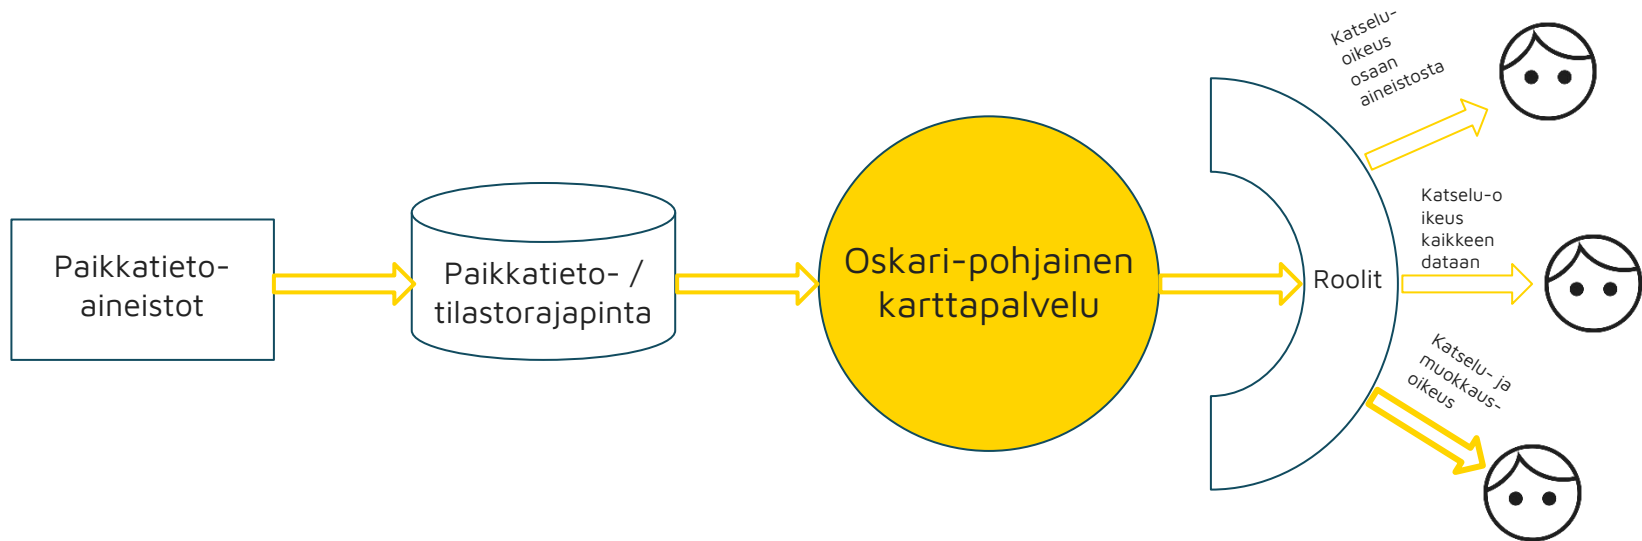 Paikkatieto-
aineistot
Paikkatieto- /
tilastorajapinta
Oskari-pohjainen
karttapalvelu
Roolit
Katselu-
oikeus
osaan
aineistosta
Katselu-o
ikeus
kaikkeen
dataan
Katselu- ja
muokkaus-
oikeus